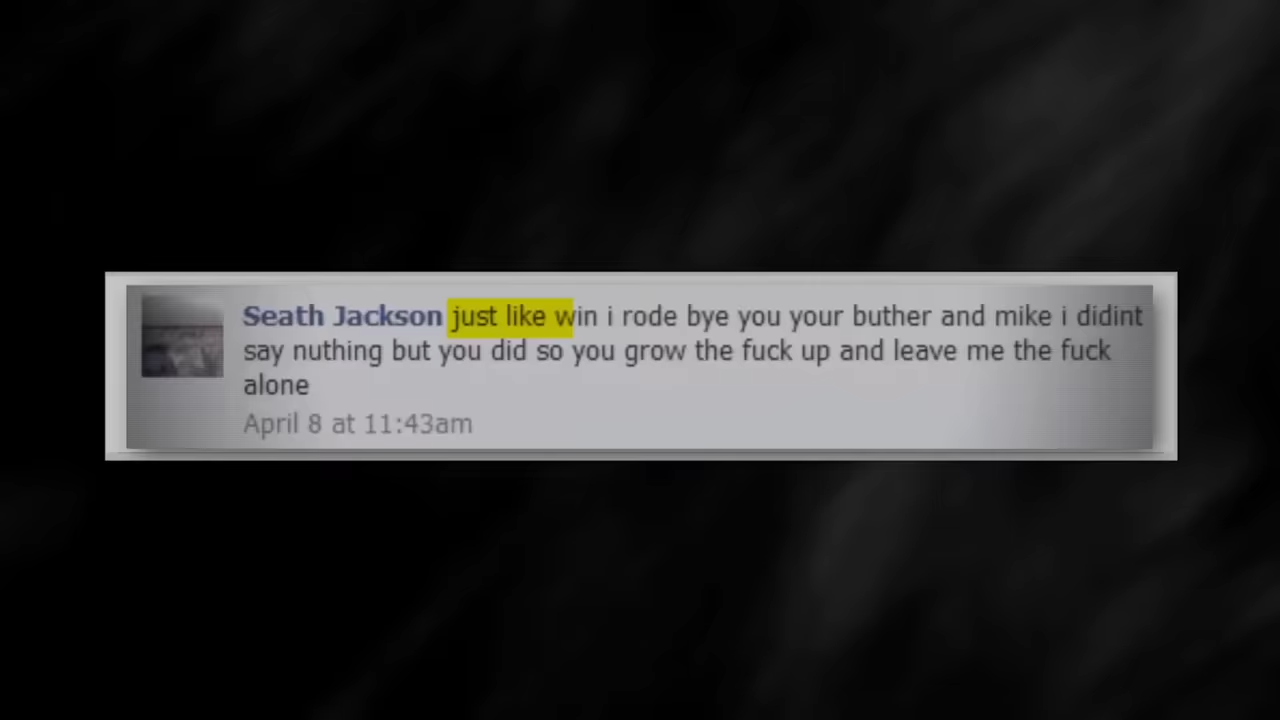 Seath Jackson just like win i rode bye you your buther and mike i didint
say nuthing but you did so you grow the fuck up and leave me the fuck
alone
April 8 at 11:43am